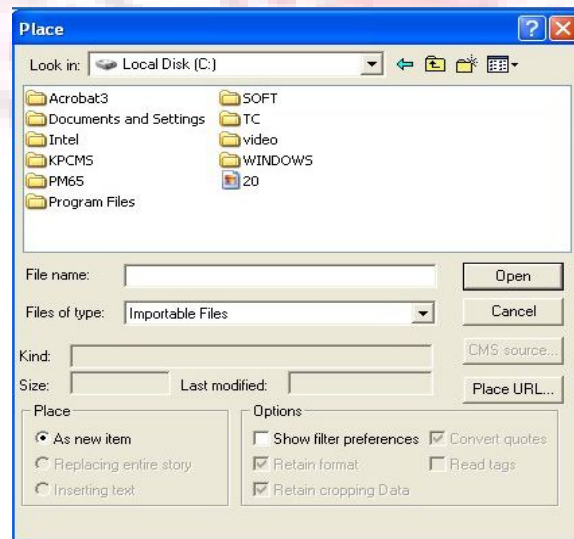 Place
Look in: Local Disk (C:)
Acrobat3 SOFT
Documents and Settings TC
Intel video
KPCMS WINDOWS
PM65 20
Program Files
File name: Open
Files of type: Importable Files Cancel
Kind: CMS source...
Size: Last modified: Place URL...
Place Options
As new item Show filter preferences Convert quotes
Replacing entire story Retain format Read tags
Inserting text Retain cropping Data